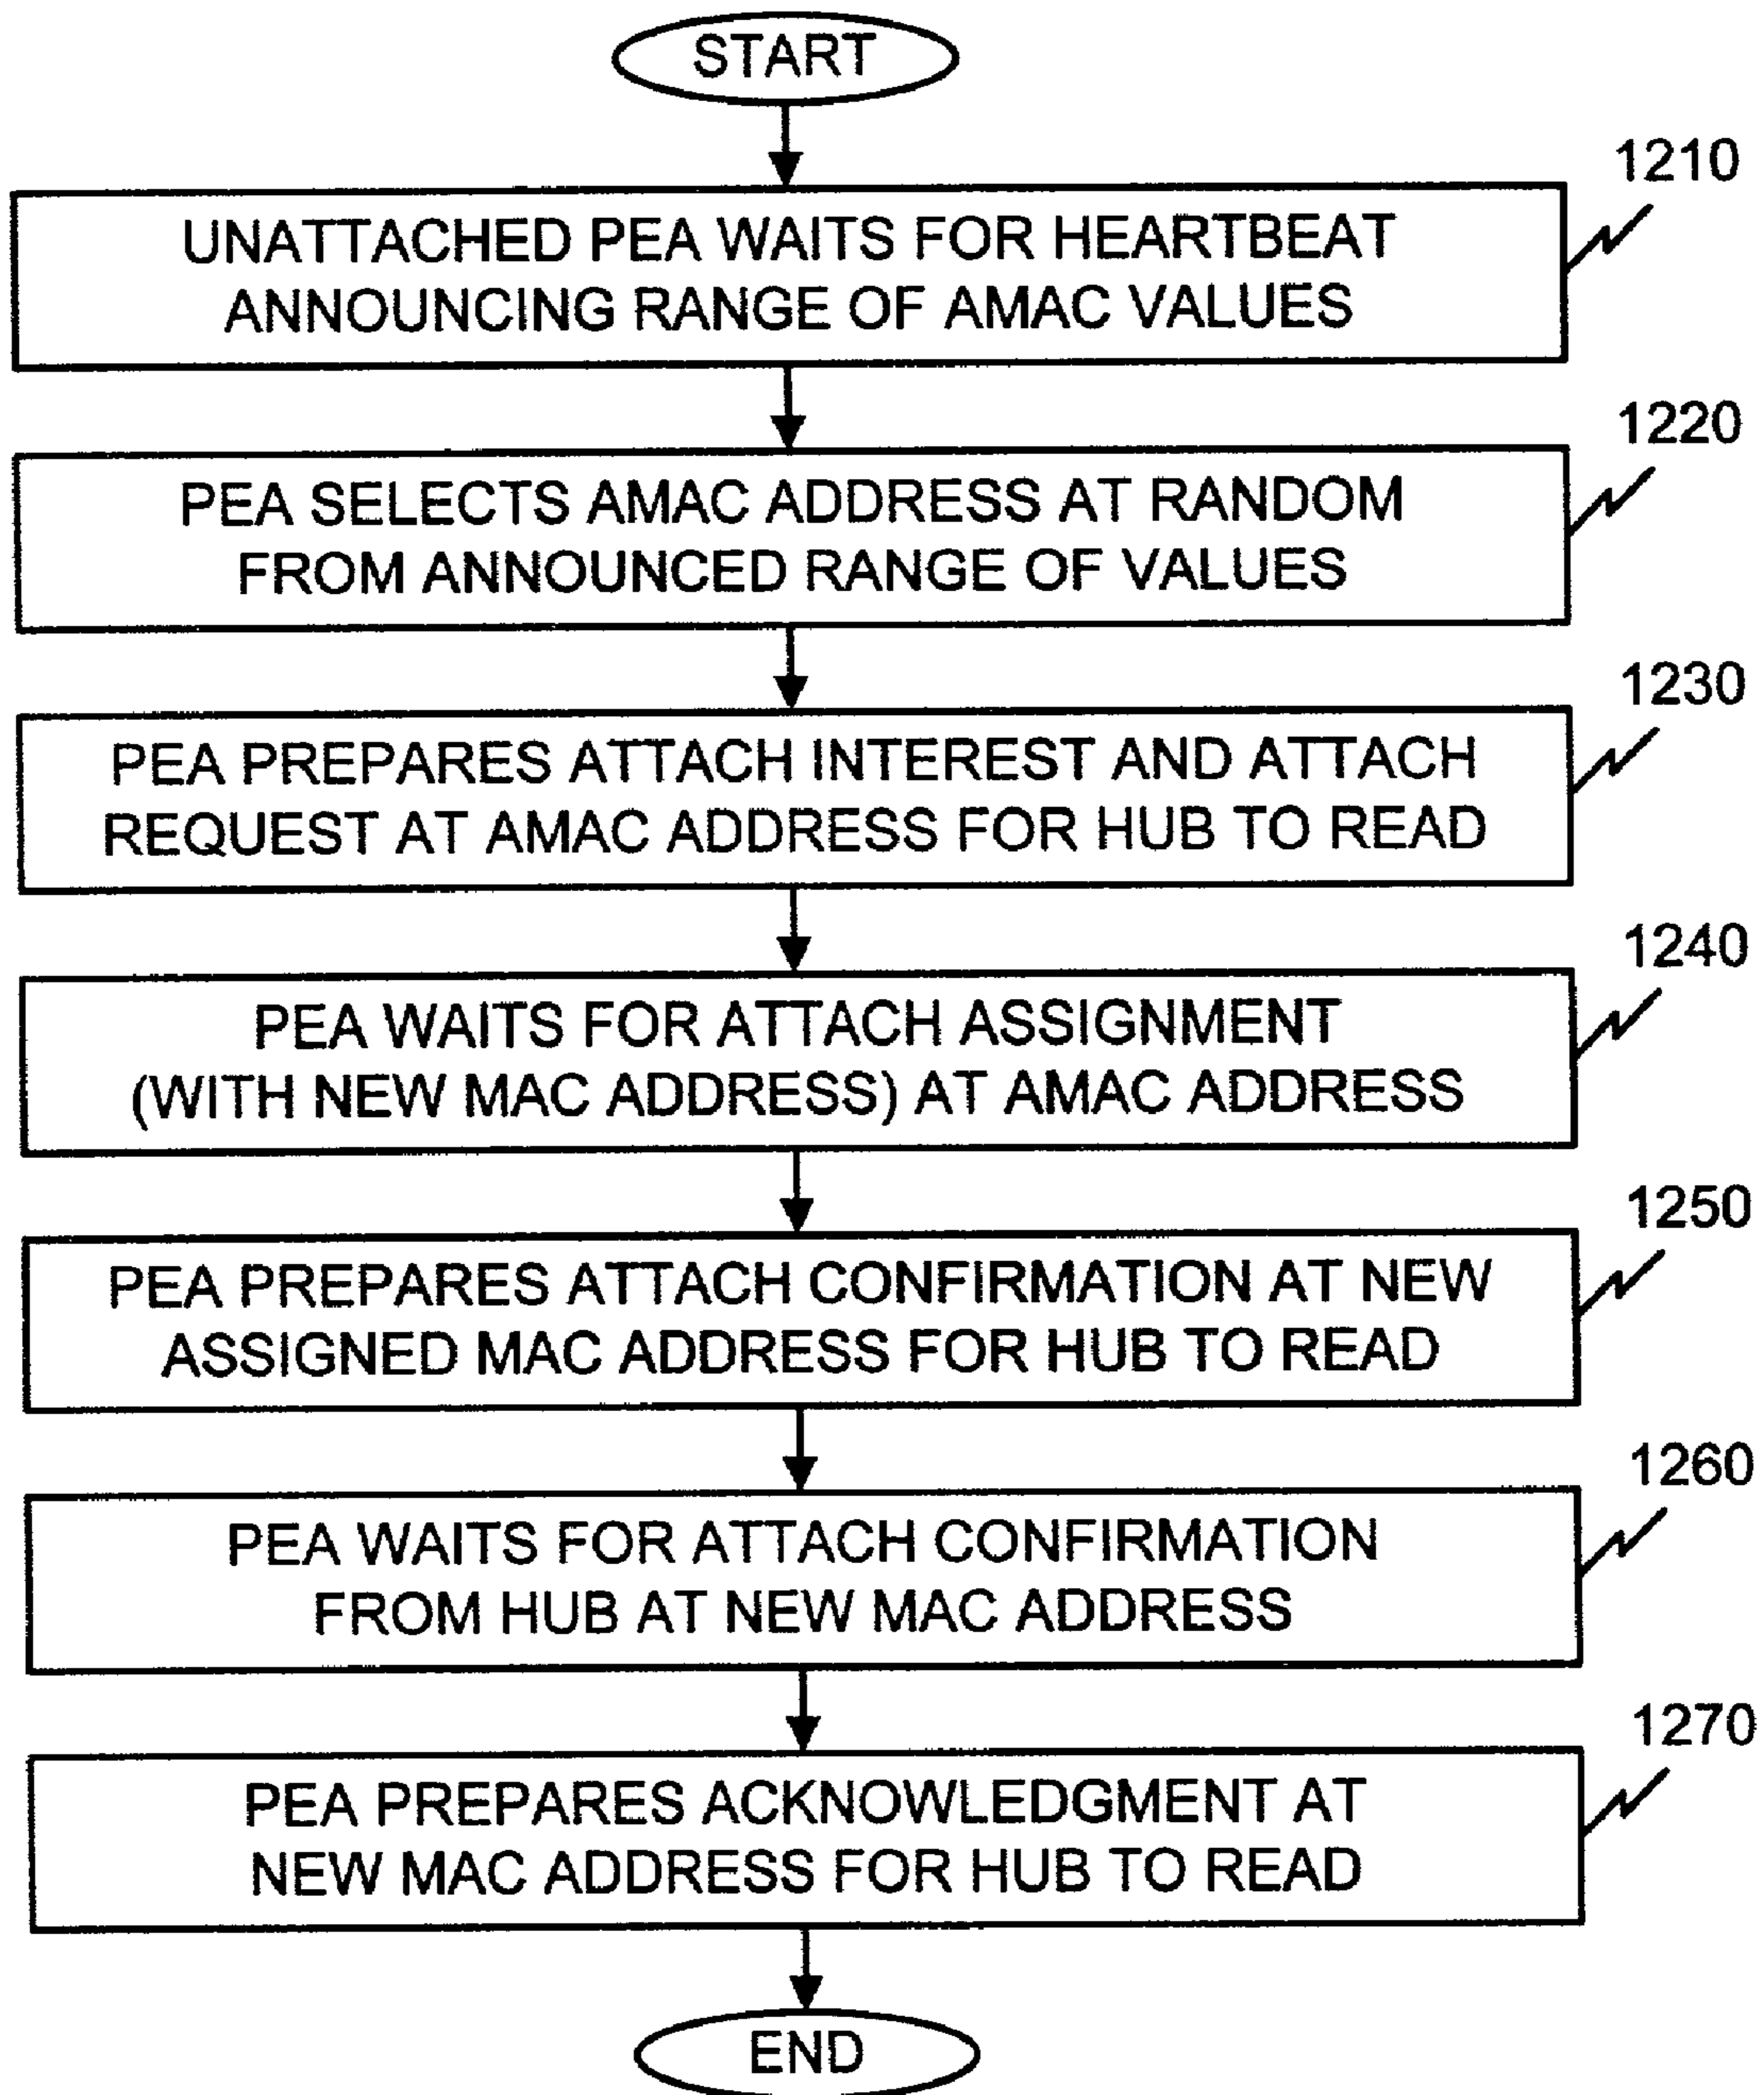 START
1210
UNATTACHED PEA WAITS FOR HEARTBEAT
ANNOUNCING RANGE OF AMAC VALUES
1220
PEA SELECTS AMAC ADDRESS AT RANDOM
FROM ANNOUNCED RANGE OF VALUES
1230
PEA PREPARES ATTACH INTEREST AND ATTACH
REQUEST AT AMAC ADDRESS FOR HUB TO READ
1240
PEA WAITS FOR ATTACH ASSIGNMENT
(WITH NEW MAC ADDRESS) AT AMAC ADDRESS
1250
PEA PREPARES ATTACH CONFIRMATION AT NEW
ASSIGNED MAC ADDRESS FOR HUB TO READ
1260
PEA WAITS FOR ATTACH CONFIRMATION
FROM HUB AT NEW MAC ADDRESS
1270
PEA PREPARES ACKNOWLEDGMENT AT
NEW MAC ADDRESS FOR HUB TO READ
END